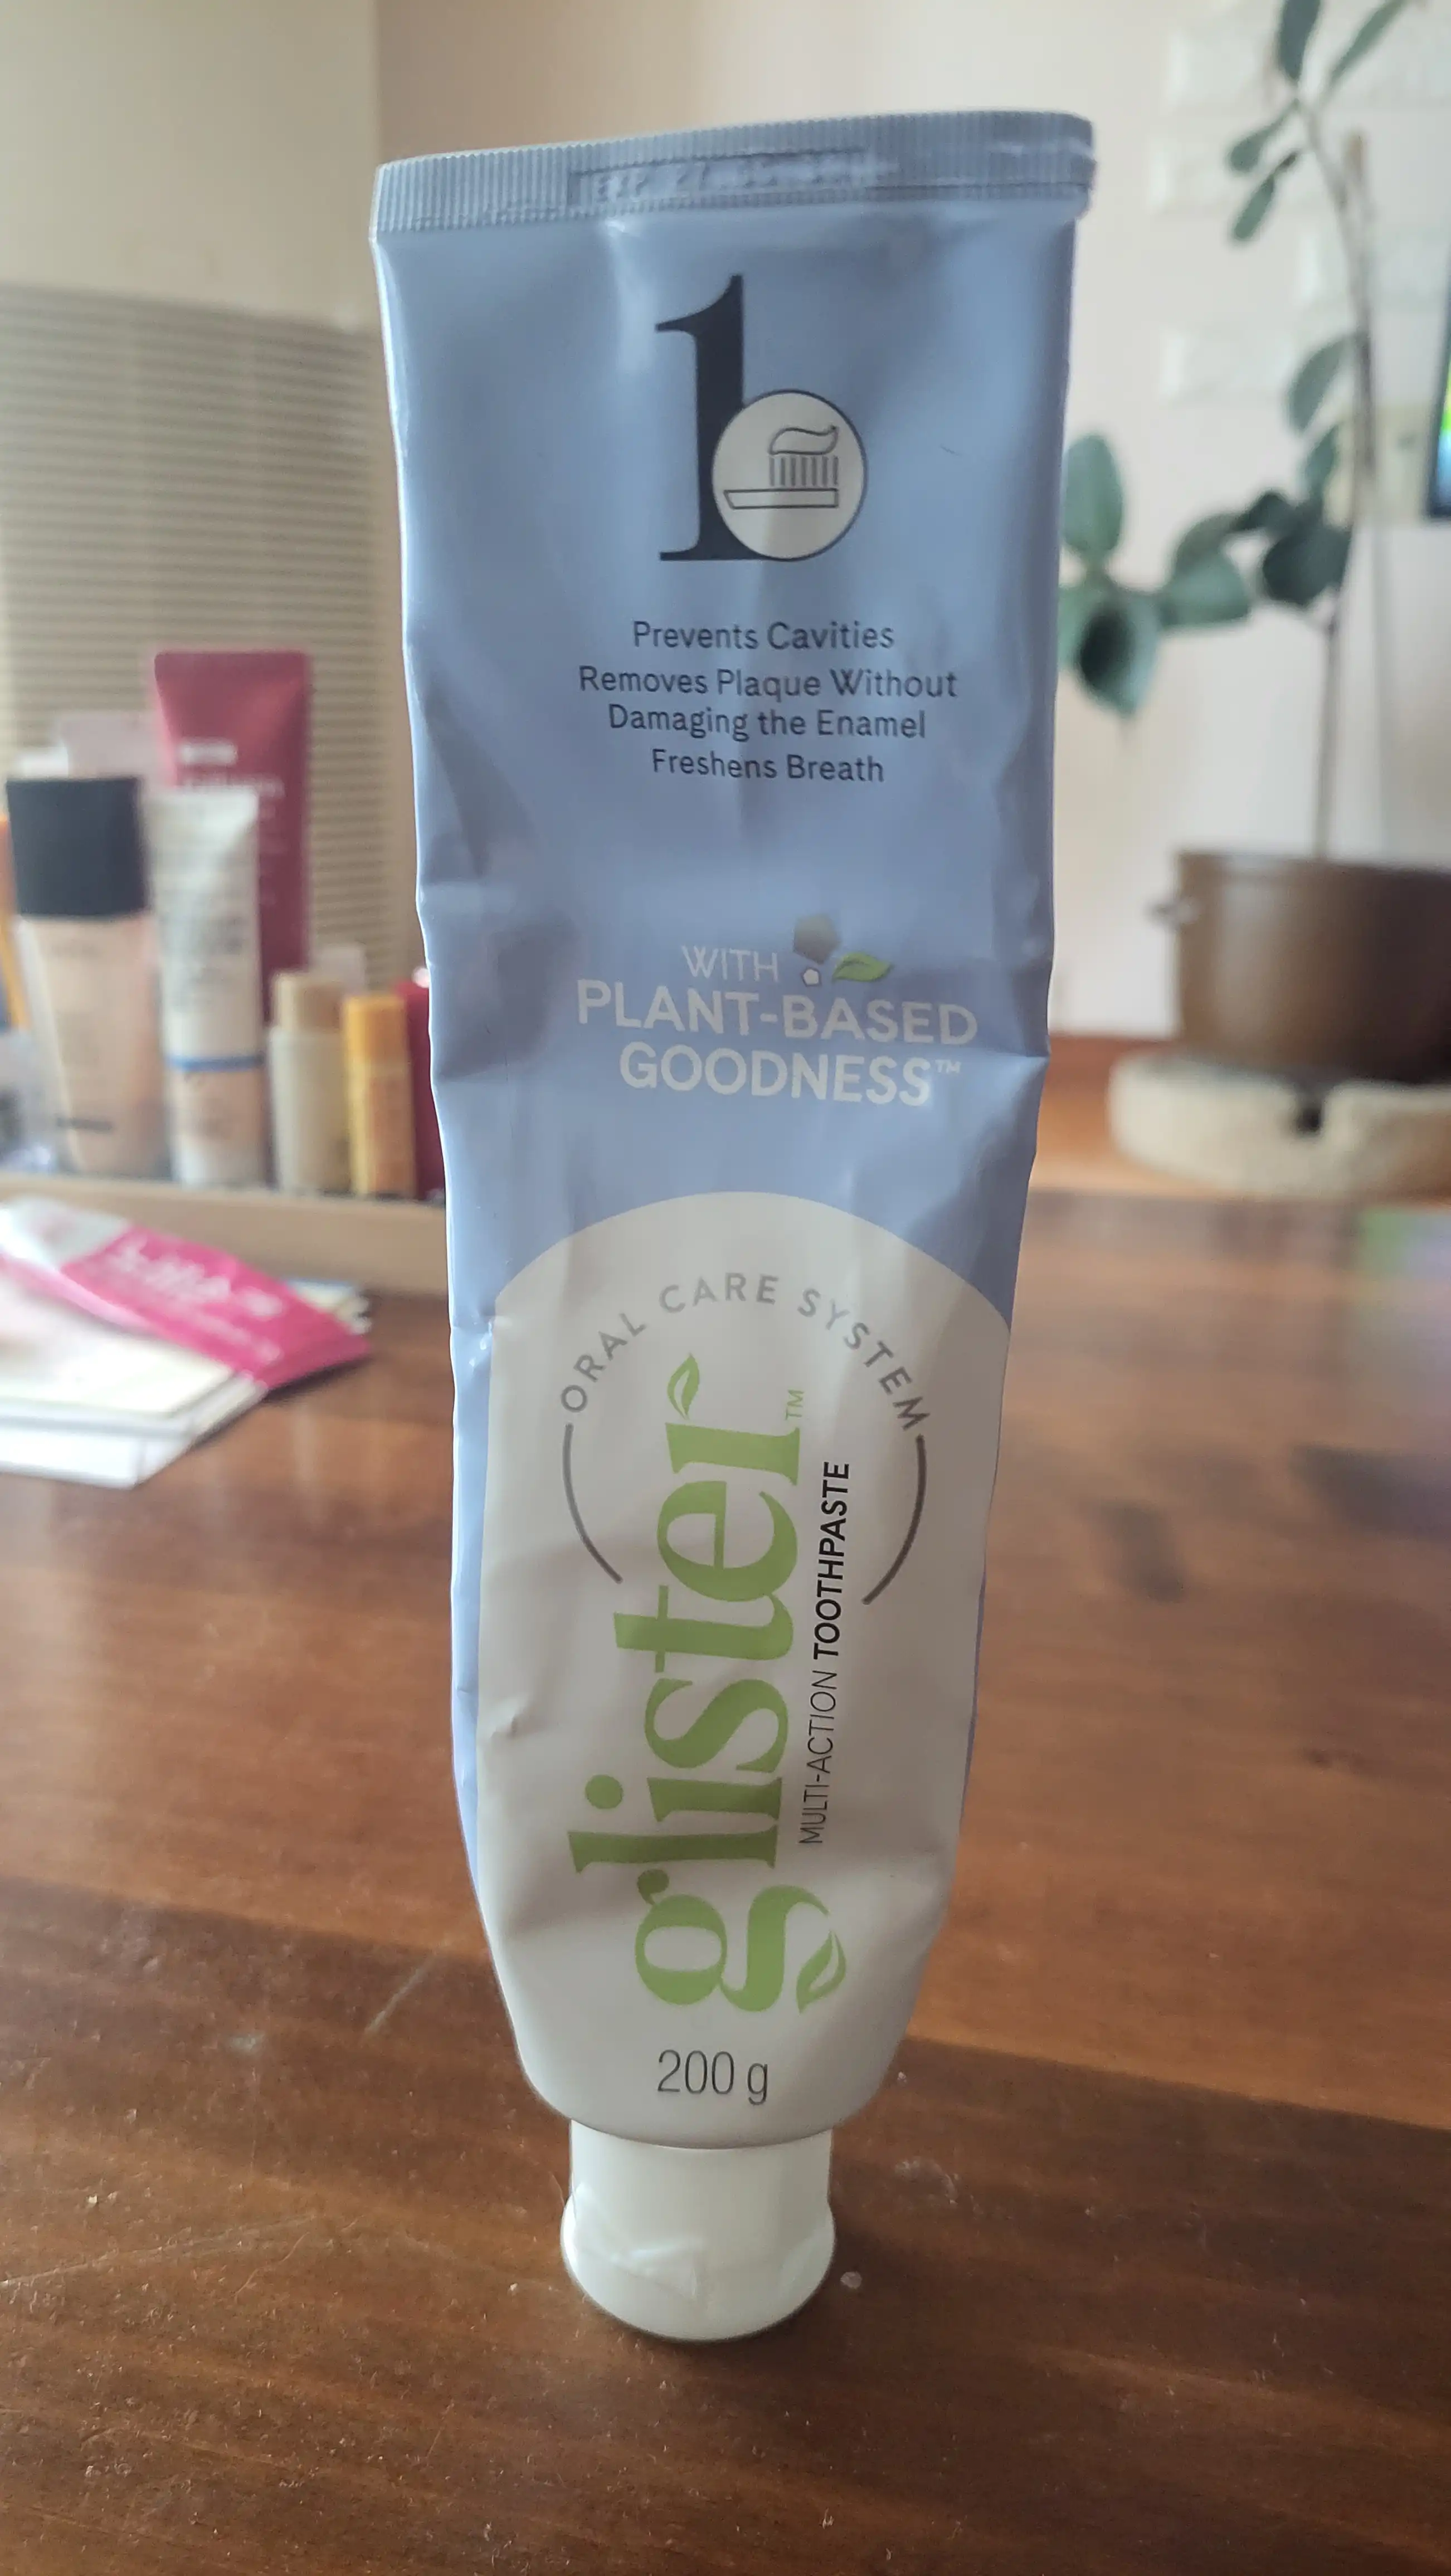 1
Prevents Cavities
Removes Plaque Without
Damaging the Enamel
Freshens Breath
WITH
PLANT-BASED
GOODNESS™
ORAL CARE SYSTEM
glister™
MULTI-ACTION TOOTHPASTE
200 g